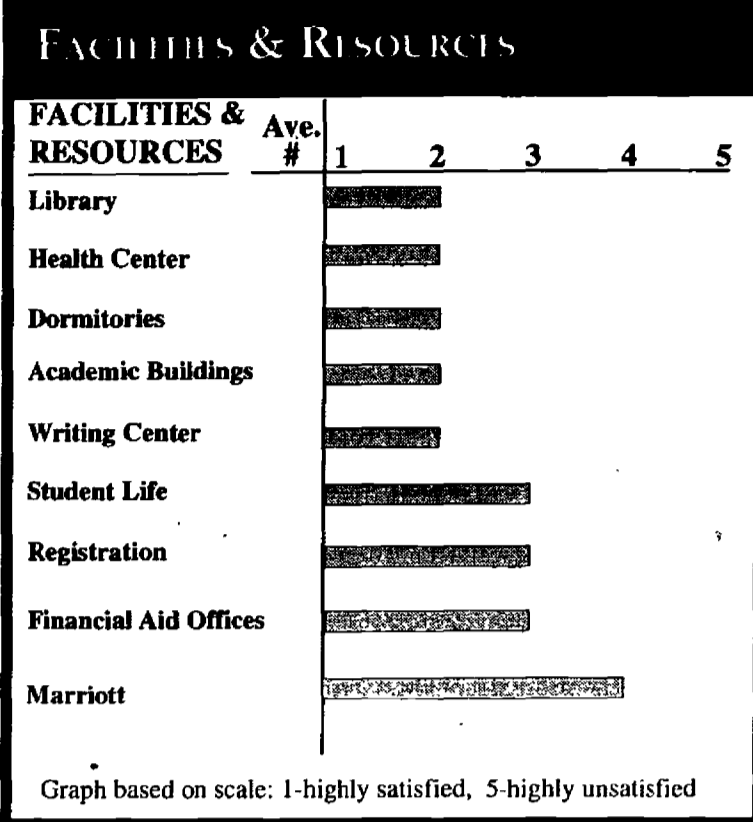 FACILITIES & RESOURCES
FACILITIES &
RESOURCES
Ave.
# 1 2 3 4 5
Library
Health Center
Dormitories
Academic Buildings
Writing Center
Student Life
Registration
Financial Aid Offices
Marriott
Graph based on scale: 1-highly satisfied, 5-highly unsatisfied